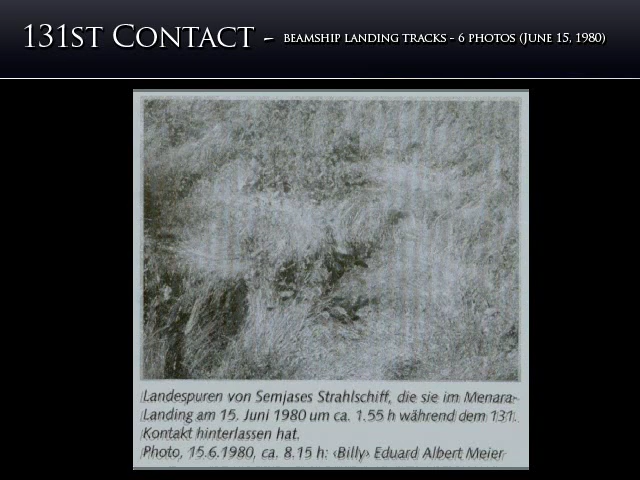 131st Contact – beamship landing tracks - 6 photos (June 15, 1980)
Landespuren von Semjases Strahlschiff, die sie im Menara-
Landing am 15. Juni 1980 um ca. 1.55 h während dem 131.
Kontakt hinterlassen hat.
Photo, 15.6.1980, ca. 8.15 h: ‹Billy› Eduard Albert Meier